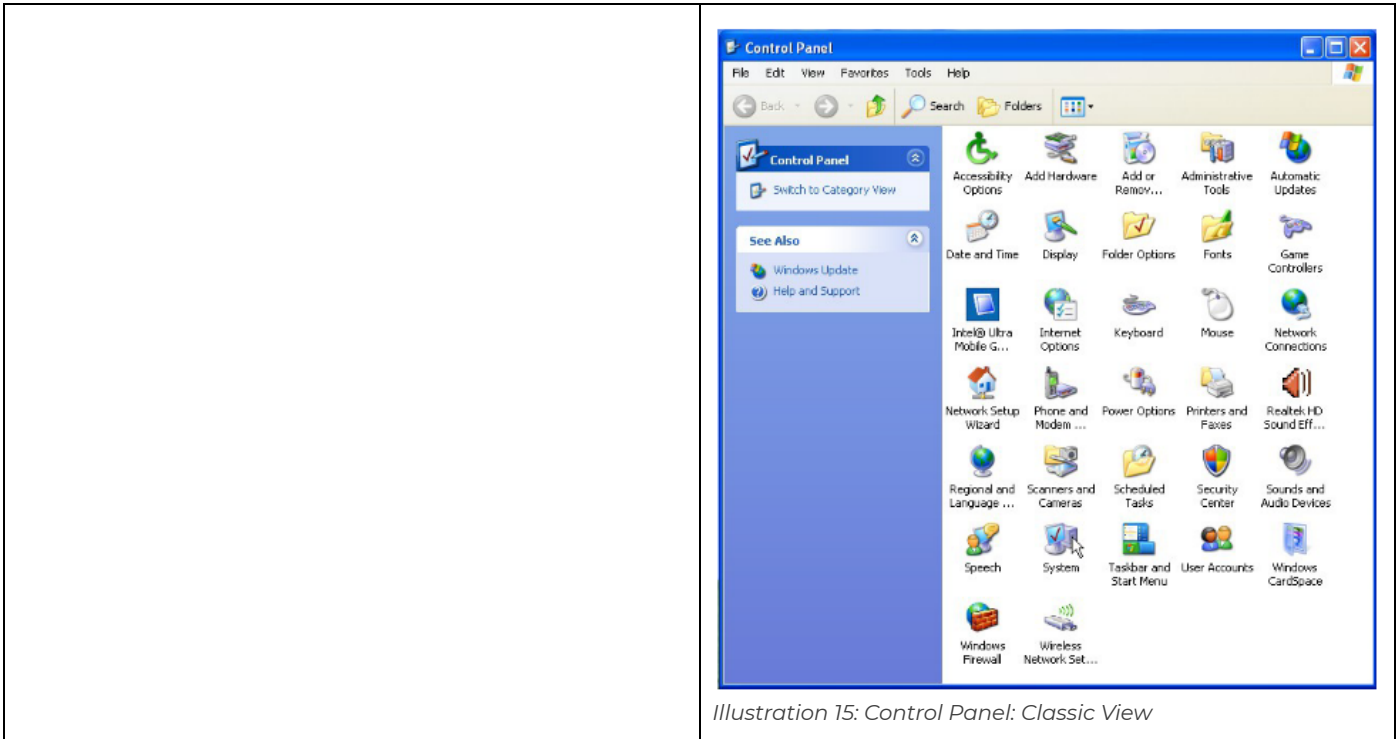 Control Panel
File Edit View Favorites Tools Help
Back Search Folders
Control Panel
Switch to Category View
See Also
Windows Update
Help and Support
Accessibility Options
Add Hardware
Add or Remov...
Administrative Tools
Automatic Updates
Date and Time
Display
Folder Options
Fonts
Game Controllers
Intel® Ultra Mobile G...
Internet Options
Keyboard
Mouse
Network Connections
Network Setup Wizard
Phone and Modem ...
Power Options
Printers and Faxes
Realtek HD Sound Eff...
Regional and Language ...
Scanners and Cameras
Scheduled Tasks
Security Center
Sounds and Audio Devices
Speech
System
Taskbar and Start Menu
User Accounts
Windows CardSpace
Windows Firewall
Wireless Network Set...
Illustration 15: Control Panel: Classic View